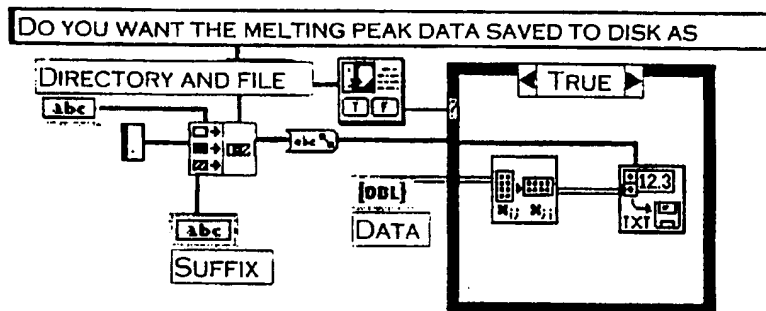 DO YOU WANT THE MELTING PEAK DATA SAVED TO DISK AS
DIRECTORY AND FILE
abc
T F
TRUE
abc
[DBL]
DATA
12.3
TXT
abc
SUFFIX